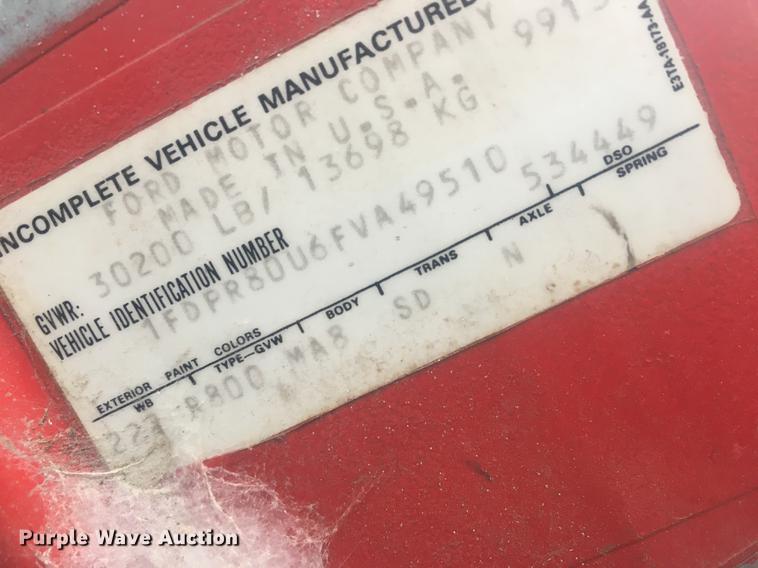 INCOMPLETE VEHICLE MANUFACTURED
FORD MOTOR COMPANY
MADE IN U.S.A.
GVWR: 30200 LB/ 13698 KG
VEHICLE IDENTIFICATION NUMBER
1FDPR80U6FVA49510 534449
EXTERIOR PAINT COLORS DSO
WB TYPE-GVW BODY TRANS AXLE SPRING
R800 MA8 SD N
E3TA-18173-AA
Purple Wave Auction